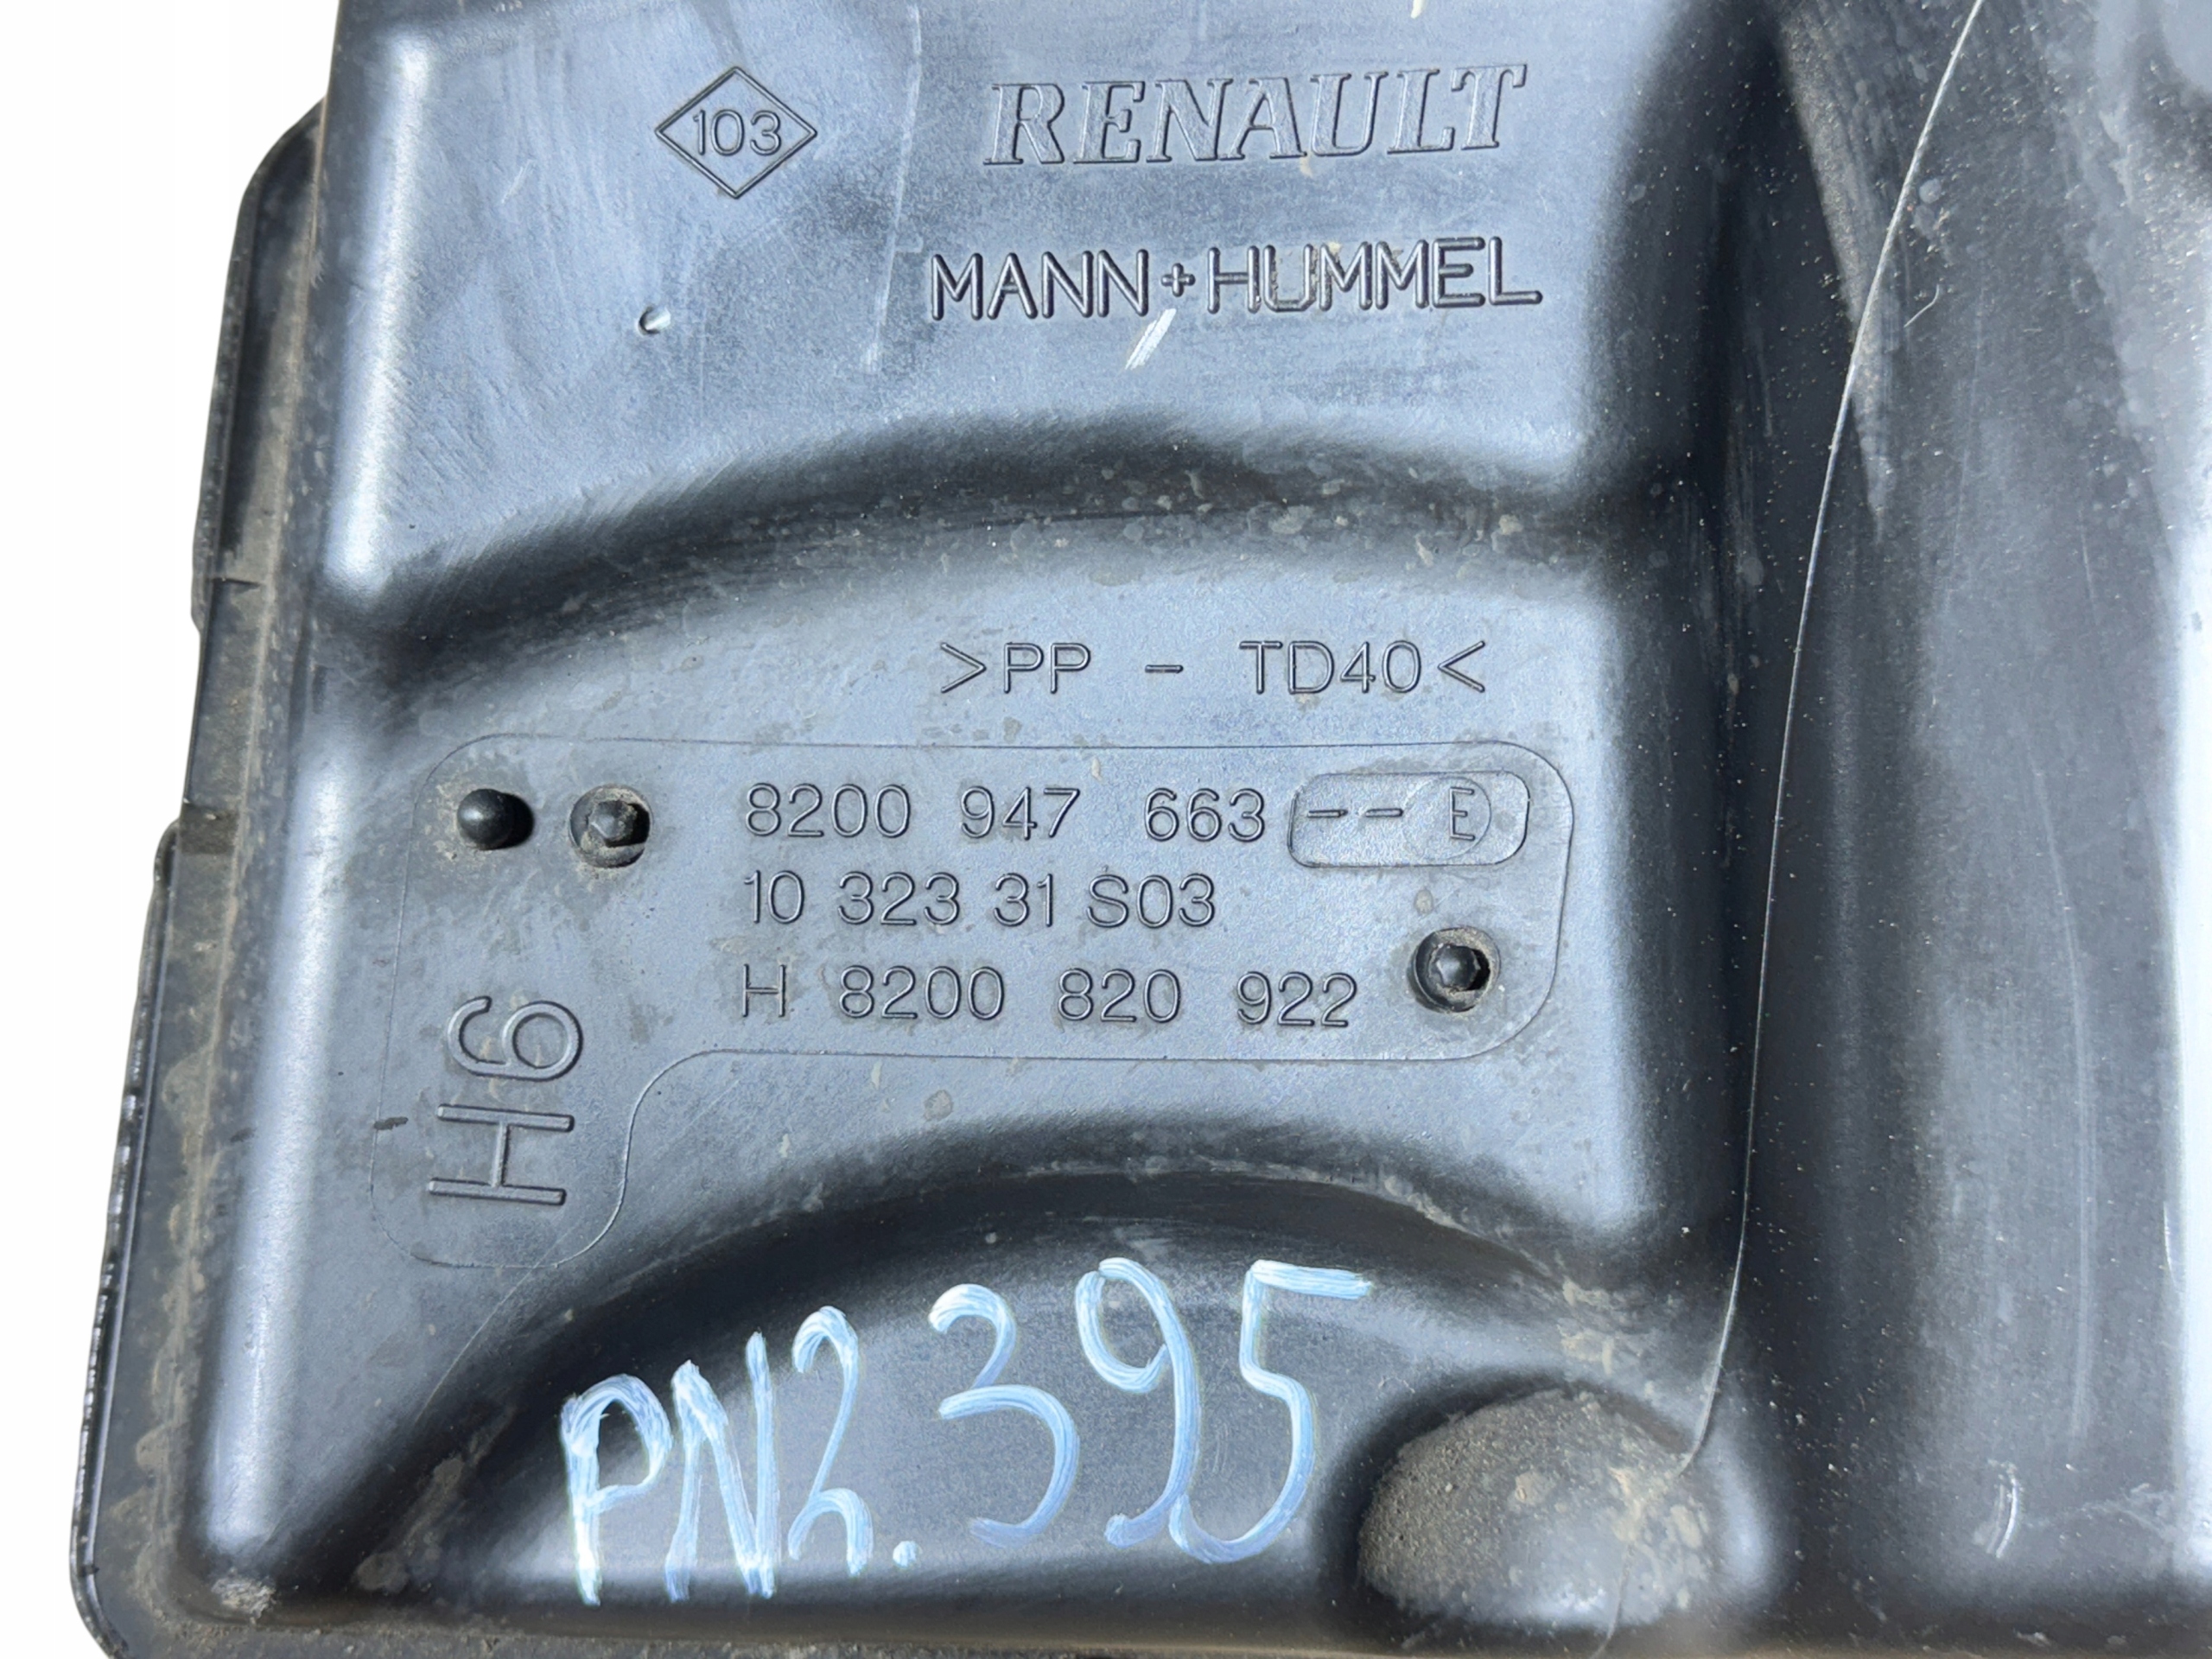 103 RENAULT
MANN+HUMMEL
>PP - TD40<
8200 947 663 -- E
10 323 31 S03
H 8200 820 922
H6
PN2.395